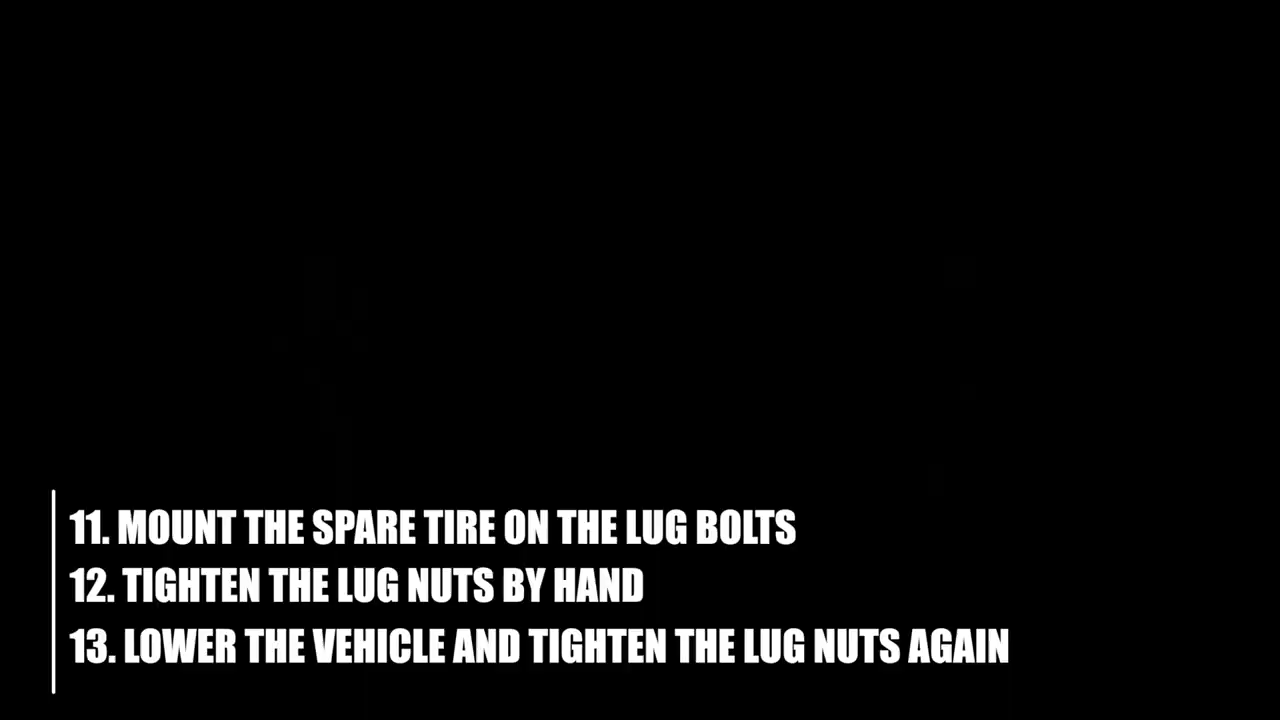 11. MOUNT THE SPARE TIRE ON THE LUG BOLTS
12. TIGHTEN THE LUG NUTS BY HAND
13. LOWER THE VEHICLE AND TIGHTEN THE LUG NUTS AGAIN